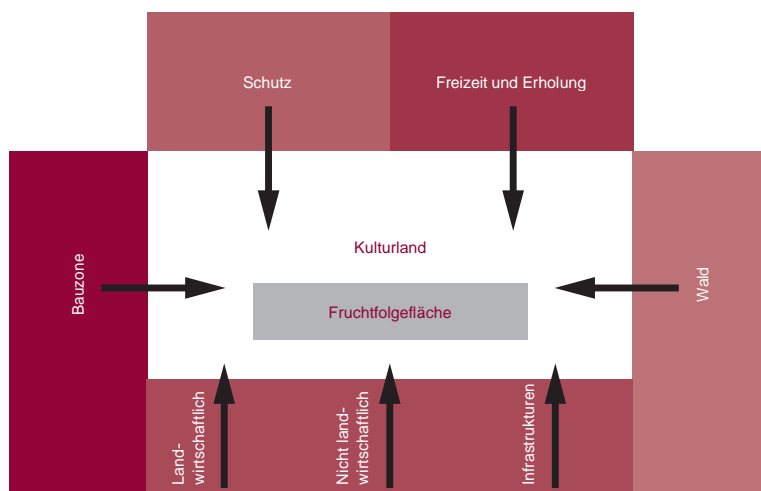 Schutz
Freizeit und Erholung
Kulturland
Bauzone
Wald
Fruchtfolgefläche
Land-
wirtschaftlich
Nicht land-
wirtschaftlich
Infrastrukturen